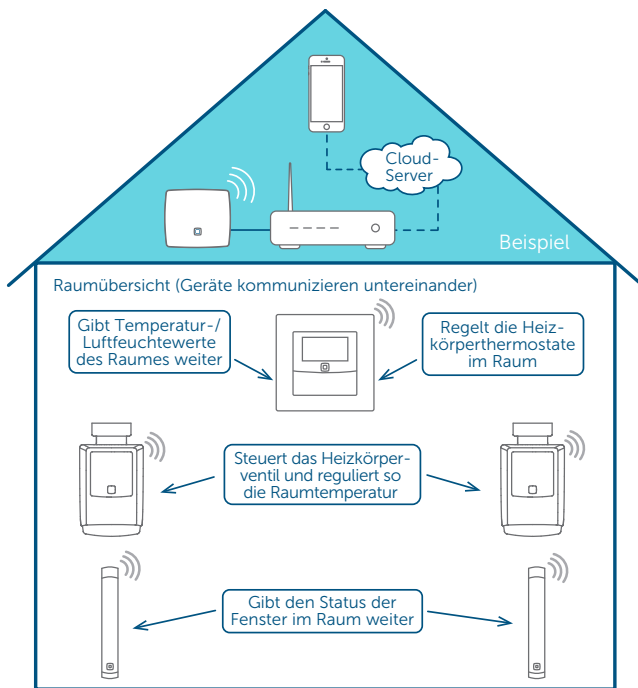 Cloud-
Server
Beispiel
Raumübersicht (Geräte kommunizieren untereinander)
Gibt Temperatur-/
Luftfeuchtewerte
des Raumes weiter
Regelt die Heiz-
körperthermostate
im Raum
Steuert das Heizkörper-
ventil und reguliert so
die Raumtemperatur
Gibt den Status der
Fenster im Raum weiter